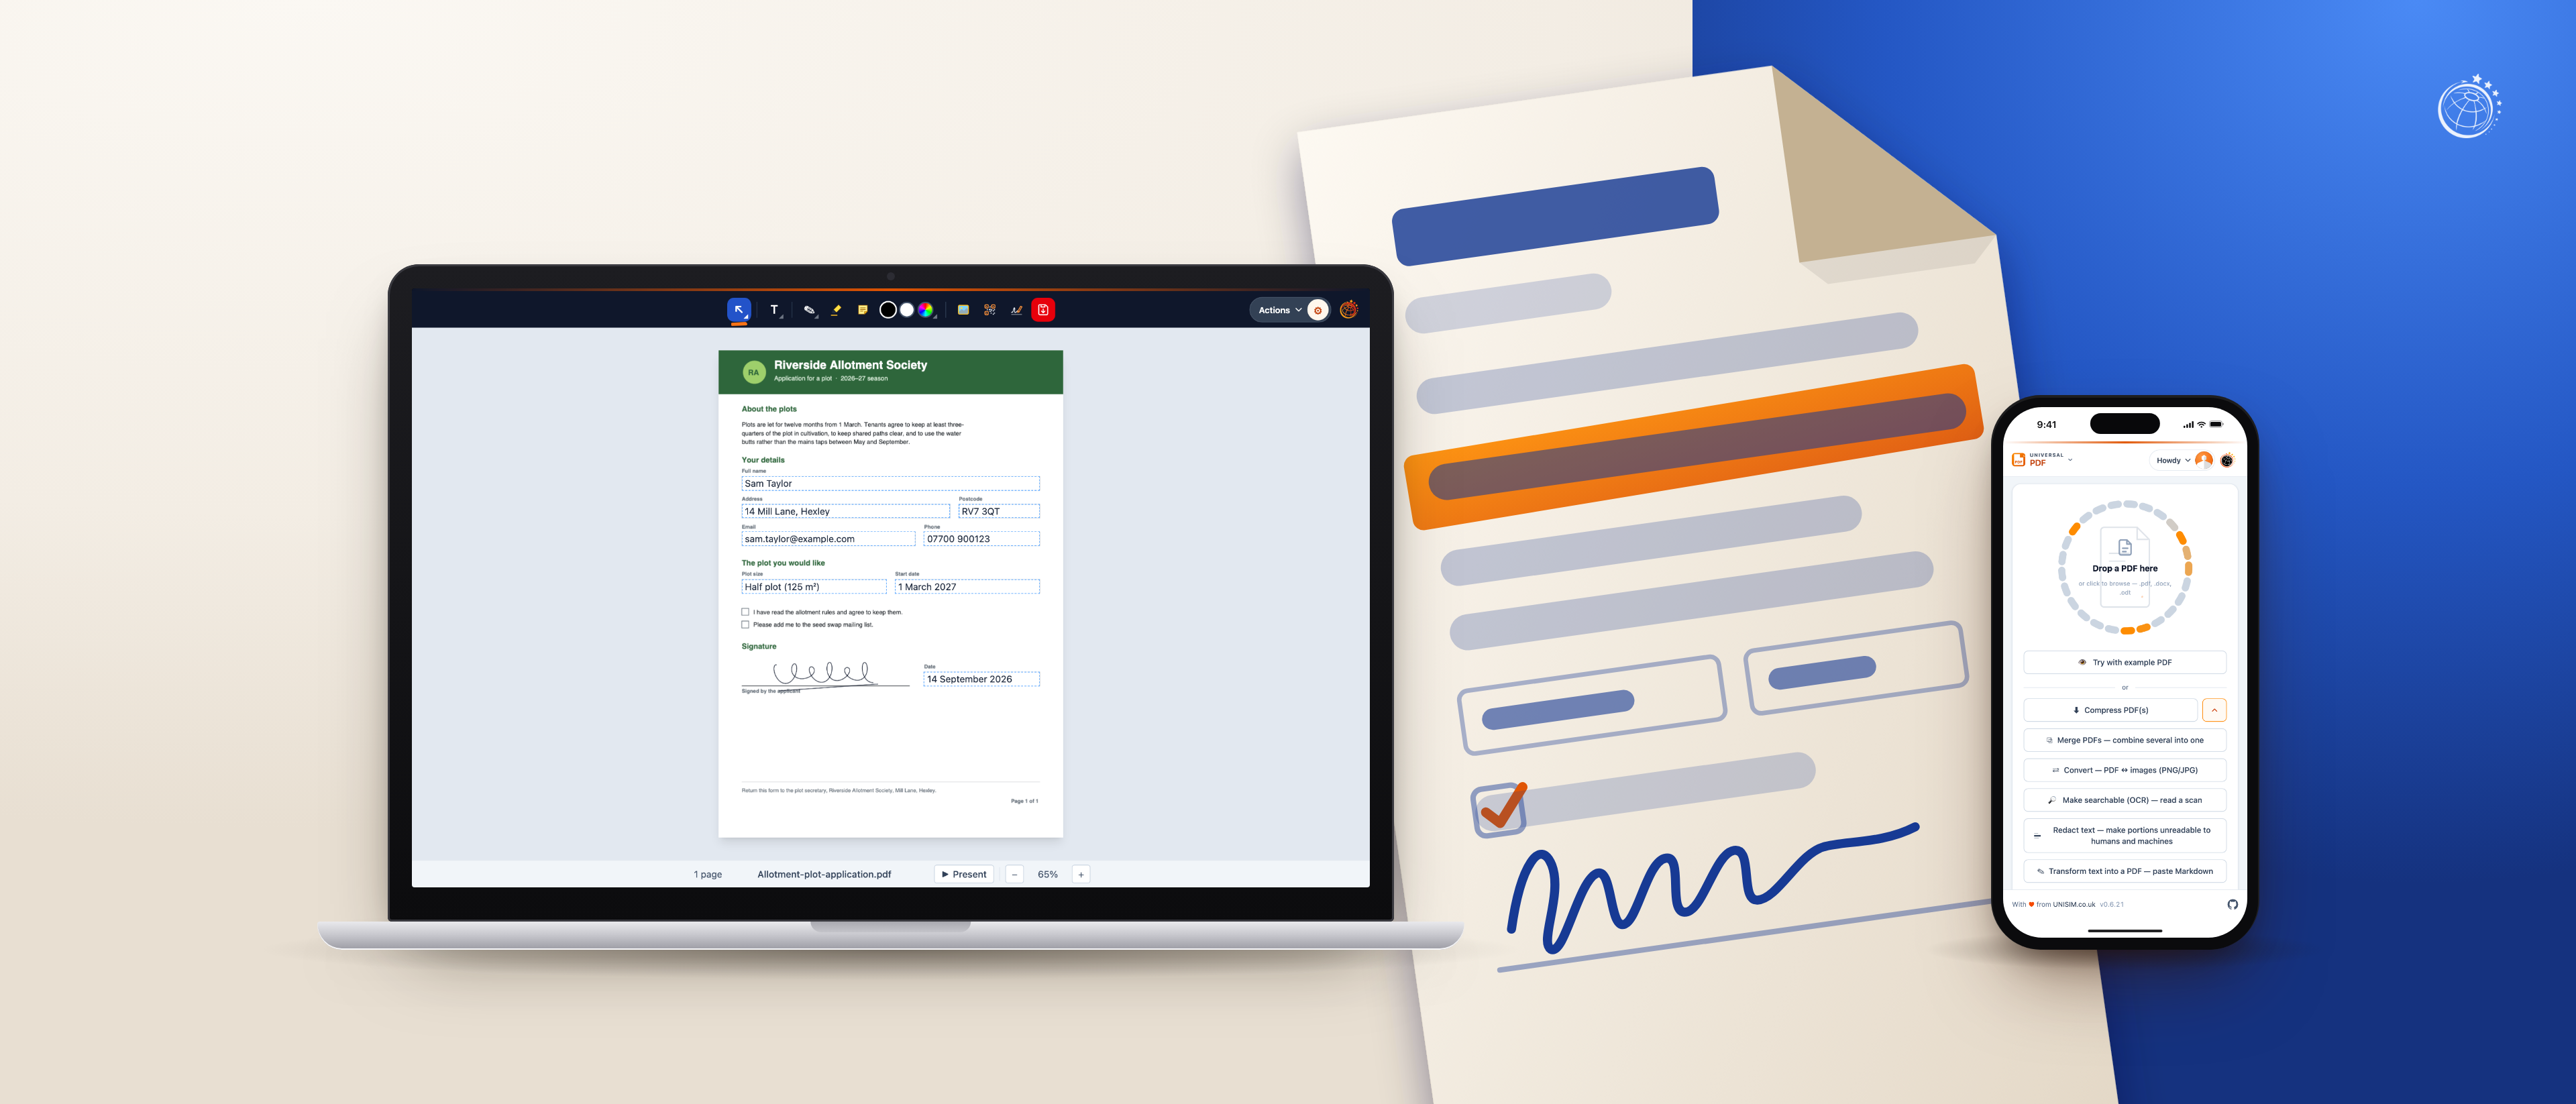 T
Actions
RA
Riverside Allotment Society
Application for a plot · 2026–27 season
About the plots
Plots are let for twelve months from 1 March. Tenants agree to keep at least three-
quarters of the plot in cultivation, to keep shared paths clear, and to use the water
butts rather than the mains taps between May and September.
Your details
Full name
Sam Taylor
Address
Postcode
14 Mill Lane, Hexley
RV7 3QT
Email
Phone
sam.taylor@example.com
07700 900123
The plot you would like
Plot size
Start date
Half plot (125 m²)
1 March 2027
I have read the allotment rules and agree to keep them.
Please add me to the seed swap mailing list.
Signature
Date
14 September 2026
Signed by the applicant
Return this form to the plot secretary, Riverside Allotment Society, Mill Lane, Hexley.
Page 1 of 1
1 page
Allotment-plot-application.pdf
Present
−
65%
+
9:41
UNIVERSAL
PDF
Howdy
Drop a PDF here
or click to browse — .pdf, .docx,
.odt
Try with example PDF
or
Compress PDF(s)
Merge PDFs — combine several into one
Convert — PDF ⇔ images (PNG/JPG)
Make searchable (OCR) — read a scan
Redact text — make portions unreadable to
humans and machines
Transform text into a PDF — paste Markdown
With ♥ from UNISIM.co.uk v0.6.21